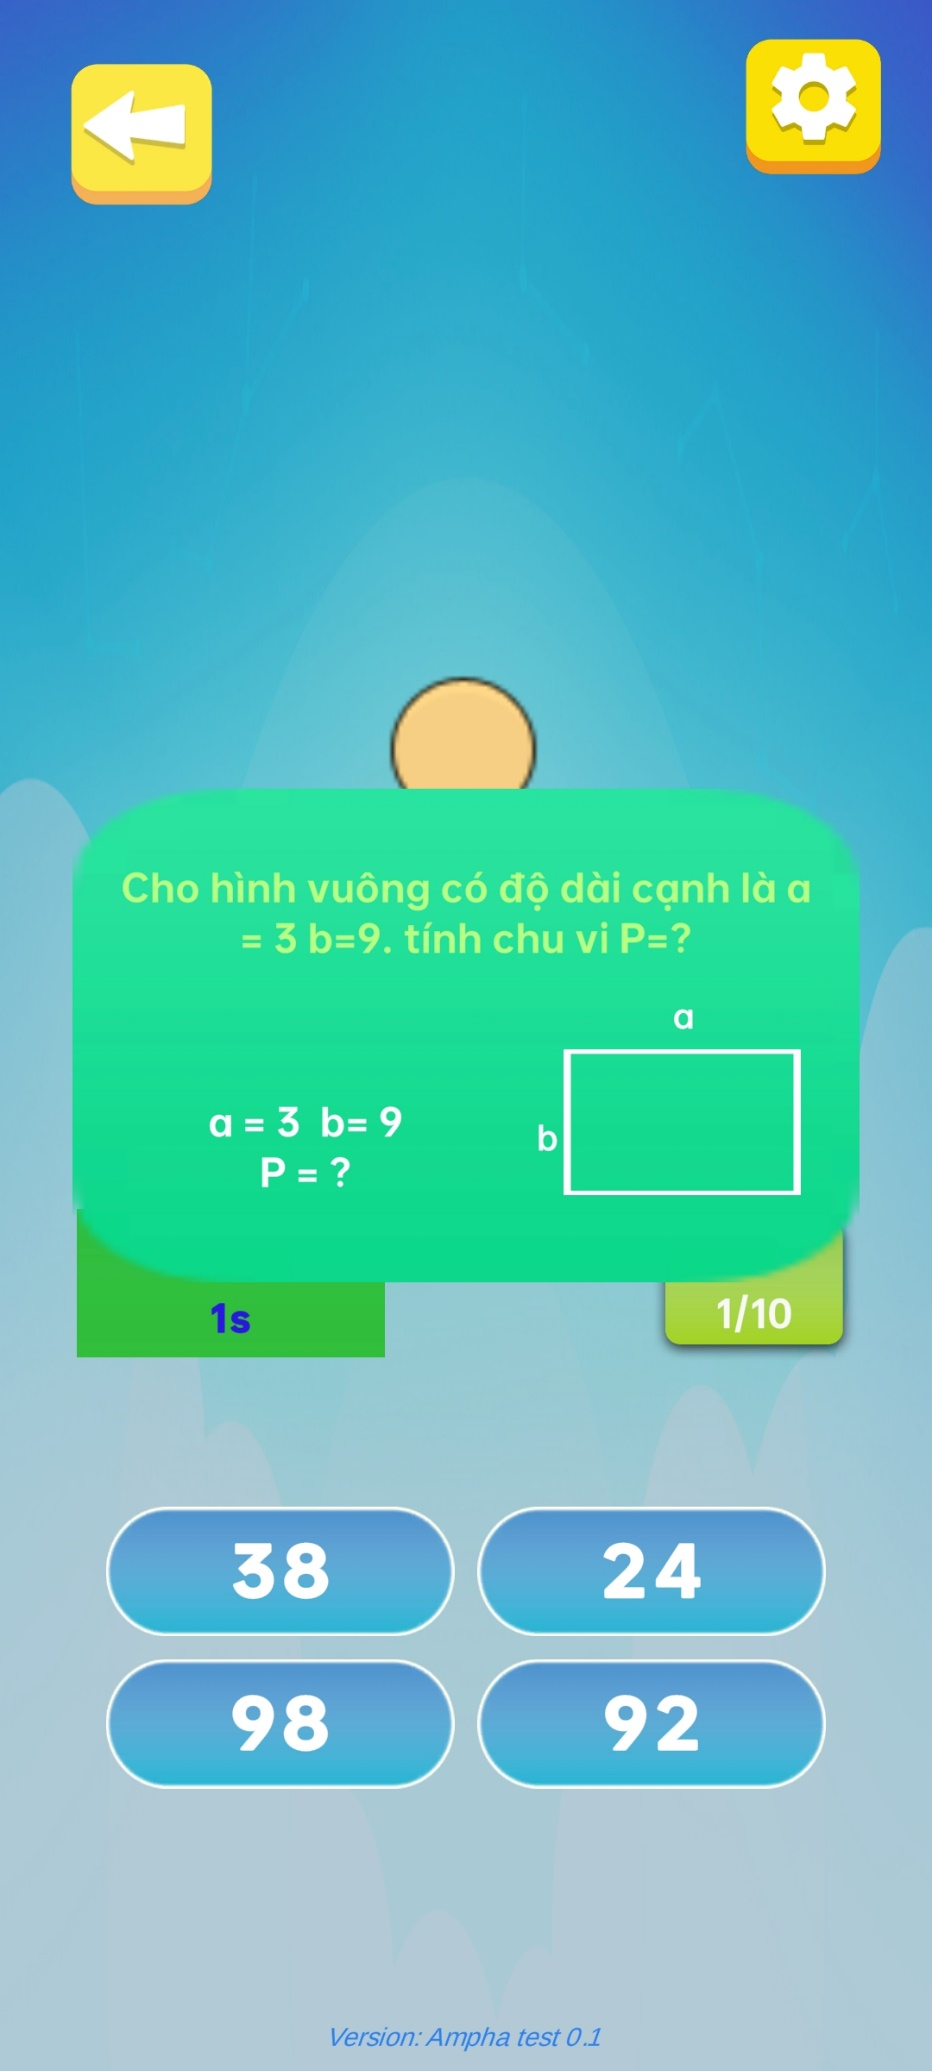 Cho hình vuông có độ dài cạnh là a
= 3 b=9. tính chu vi P=?
a
a = 3  b= 9
b
P = ?
1s
1/10
38
24
98
92
Version: Ampha test 0.1